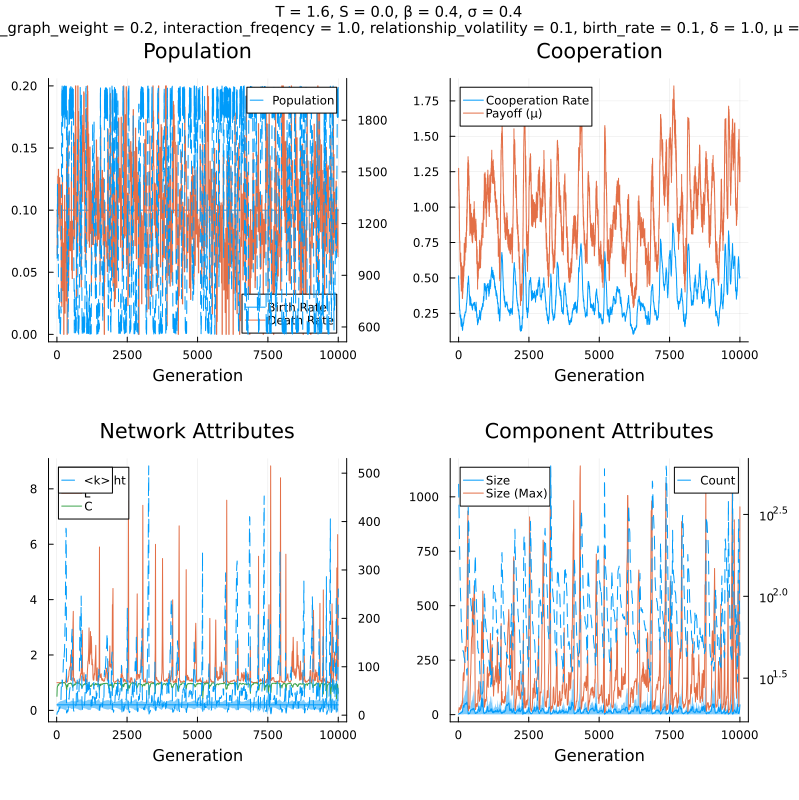 T = 1.6, S = 0.0, β = 0.4, σ = 0.4
_graph_weight = 0.2, interaction_freqency = 1.0, relationship_volatility = 0.1, birth_rate = 0.1, δ = 1.0, μ =
Population
Cooperation
0.20
0.15
0.10
0.05
0.00
1800
1500
1200
900
600
Population
Birth Rate
Death Rate
0
2500
5000
7500
10000
Generation
1.75
1.50
1.25
1.00
0.75
0.50
0.25
Cooperation Rate
Payoff (μ)
0
2500
5000
7500
10000
Generation
Network Attributes
Component Attributes
8
6
4
2
0
500
400
300
200
100
0
<k>
ht
C
0
2500
5000
7500
10000
Generation
1000
750
500
250
0
10^2.5
10^2.0
10^1.5
Size
Size (Max)
Count
0
2500
5000
7500
10000
Generation